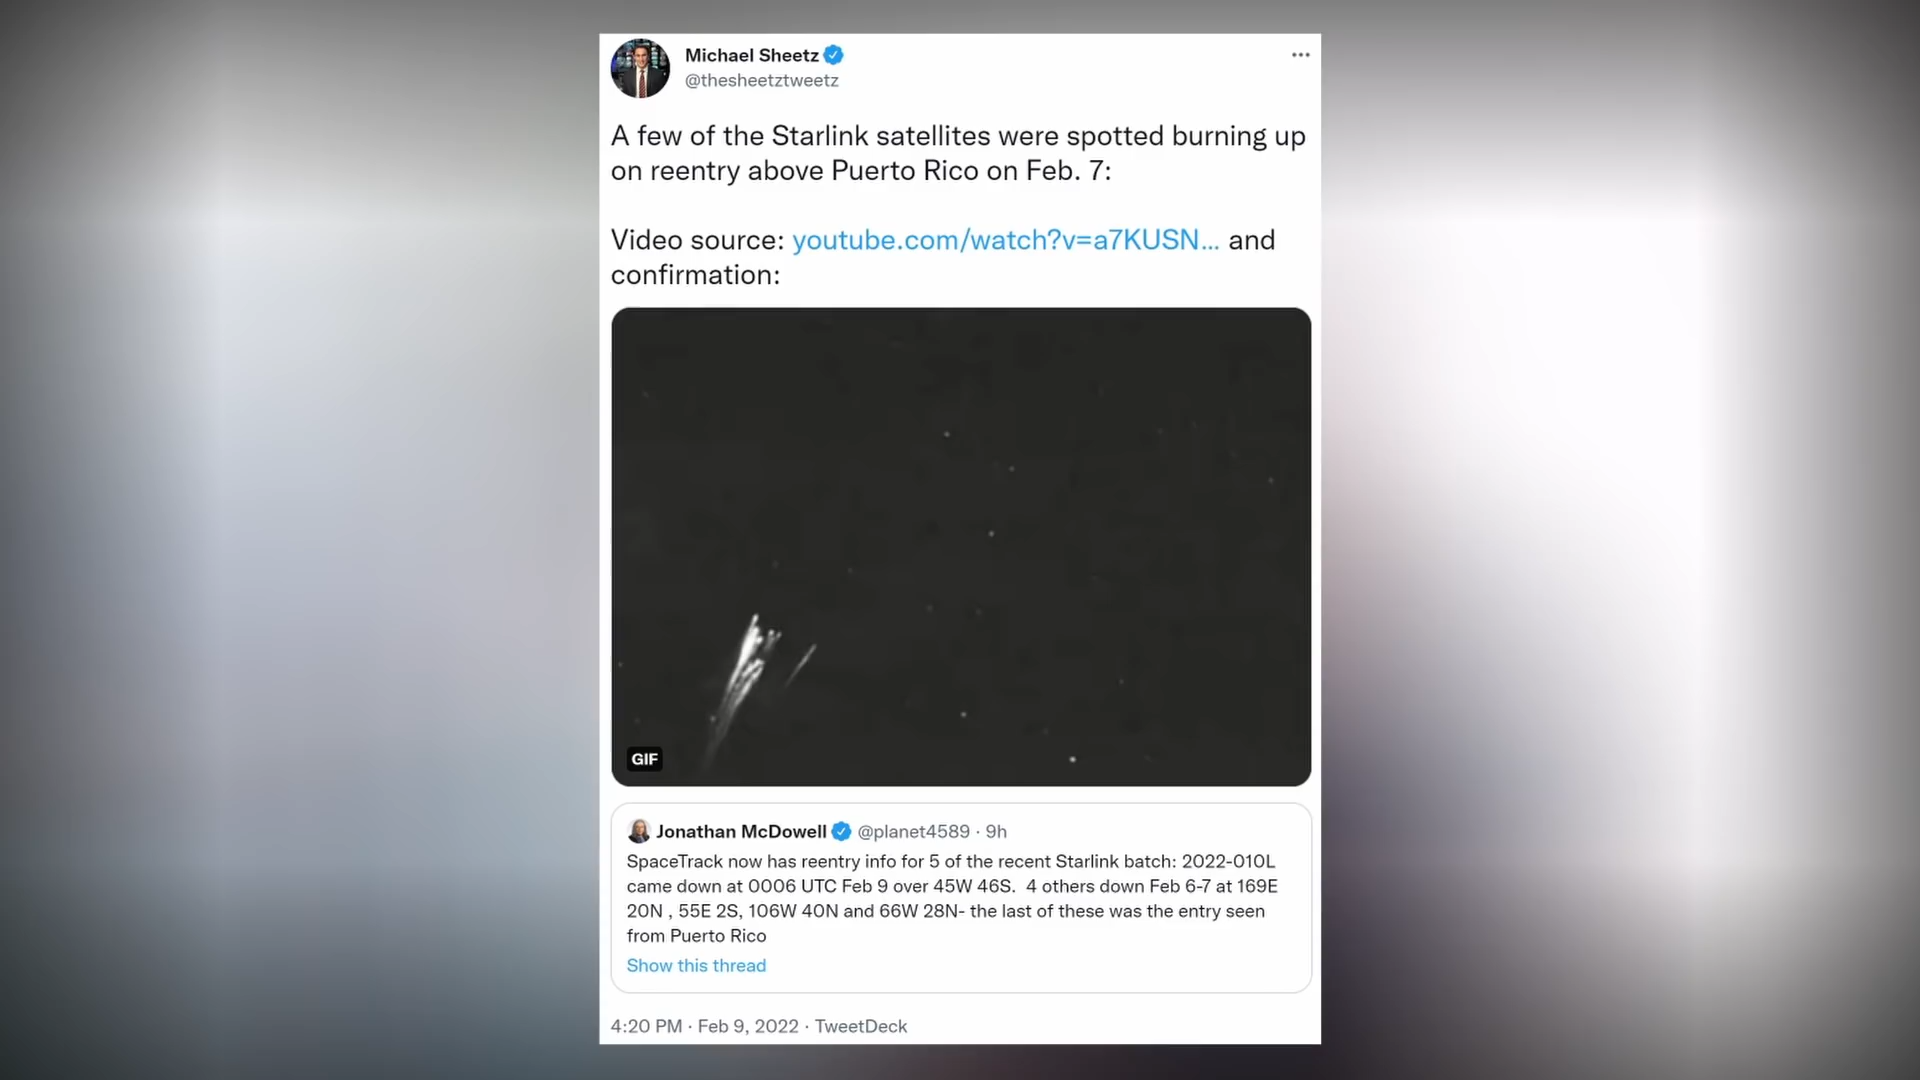 Michael Sheetz
@thesheetztweetz
A few of the Starlink satellites were spotted burning up
on reentry above Puerto Rico on Feb. 7:
Video source: youtube.com/watch?v=a7KUSN... and
confirmation:
GIF
Jonathan McDowell @planet4589 · 9h
SpaceTrack now has reentry info for 5 of the recent Starlink batch: 2022-010L
came down at 0006 UTC Feb 9 over 45W 46S.  4 others down Feb 6-7 at 169E
20N , 55E 2S, 106W 40N and 66W 28N- the last of these was the entry seen
from Puerto Rico
Show this thread
4:20 PM · Feb 9, 2022 · TweetDeck